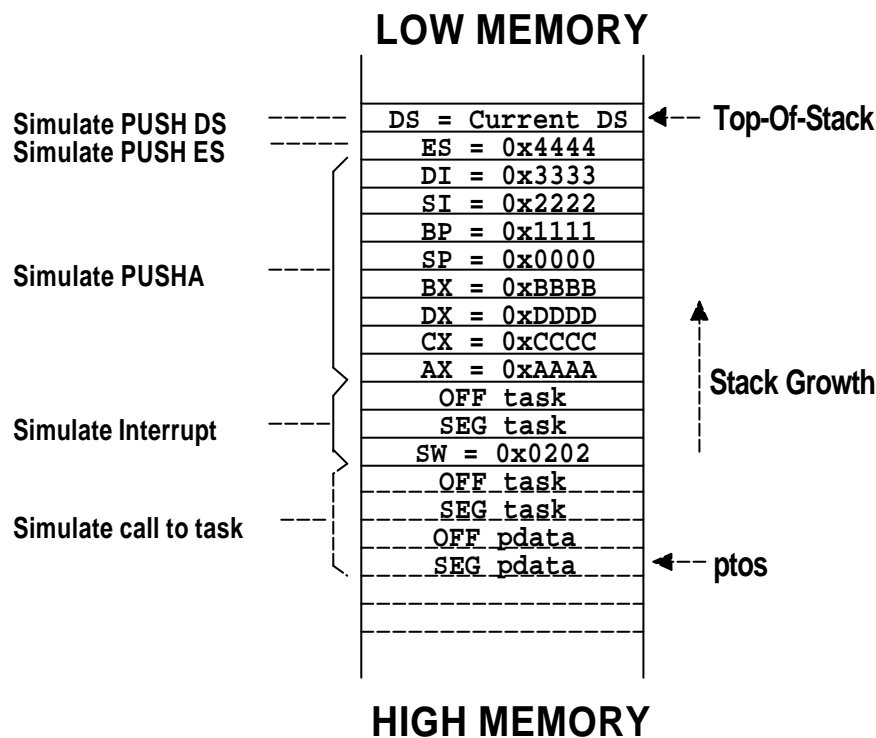 LOW MEMORY
Simulate PUSH DS
DS = Current DS
Top-Of-Stack
Simulate PUSH ES
ES = 0x4444
DI = 0x3333
SI = 0x2222
BP = 0x1111
SP = 0x0000
Simulate PUSHA
BX = 0xBBBB
DX = 0xDDDD
CX = 0xCCCC
AX = 0xAAAA
Stack Growth
OFF task
SEG task
Simulate Interrupt
SW = 0x0202
OFF task
SEG task
Simulate call to task
OFF pdata
SEG pdata
ptos
HIGH MEMORY